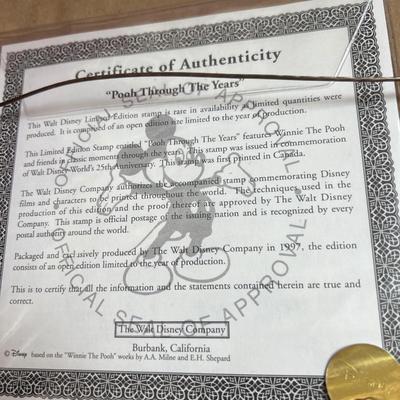 Certificate of Authenticity
"Pooh Through The Years"
This Walt Disney Limited Edition stamp is rare in availability. Limited quantities were
produced. It is comprised of an open edition size limited to the year of production.
This Limited Edition Stamp entitled "Pooh Through The Years" features Winnie The Pooh
and friends in classic moments through the years. This stamp was issued in commemoration
of Walt Disney World's 25th anniversary. This item was first printed in Canada.
The Walt Disney Company authorizes the accompanied stamp commemorating Disney
films and characters to be printed throughout the world. The techniques used in the
production of this edition and the proof thereof are approved by The Walt Disney
Company. This stamp is official postage of the issuing nation and is recognized by every
postal authority around the world.
Packaged and exclusively produced by The Walt Disney Company in 1997, the edition
consists of an open edition limited to the year of production.
This is to certify that all the information and the statements contained herein are true and
correct.
OFFICIAL SEAL OF APPROVAL
OFFICIAL SEAL OF APPROVAL
The Walt Disney Company
Burbank, California
© Disney based on the "Winnie The Pooh" works by A.A. Milne and E.H. Shepard